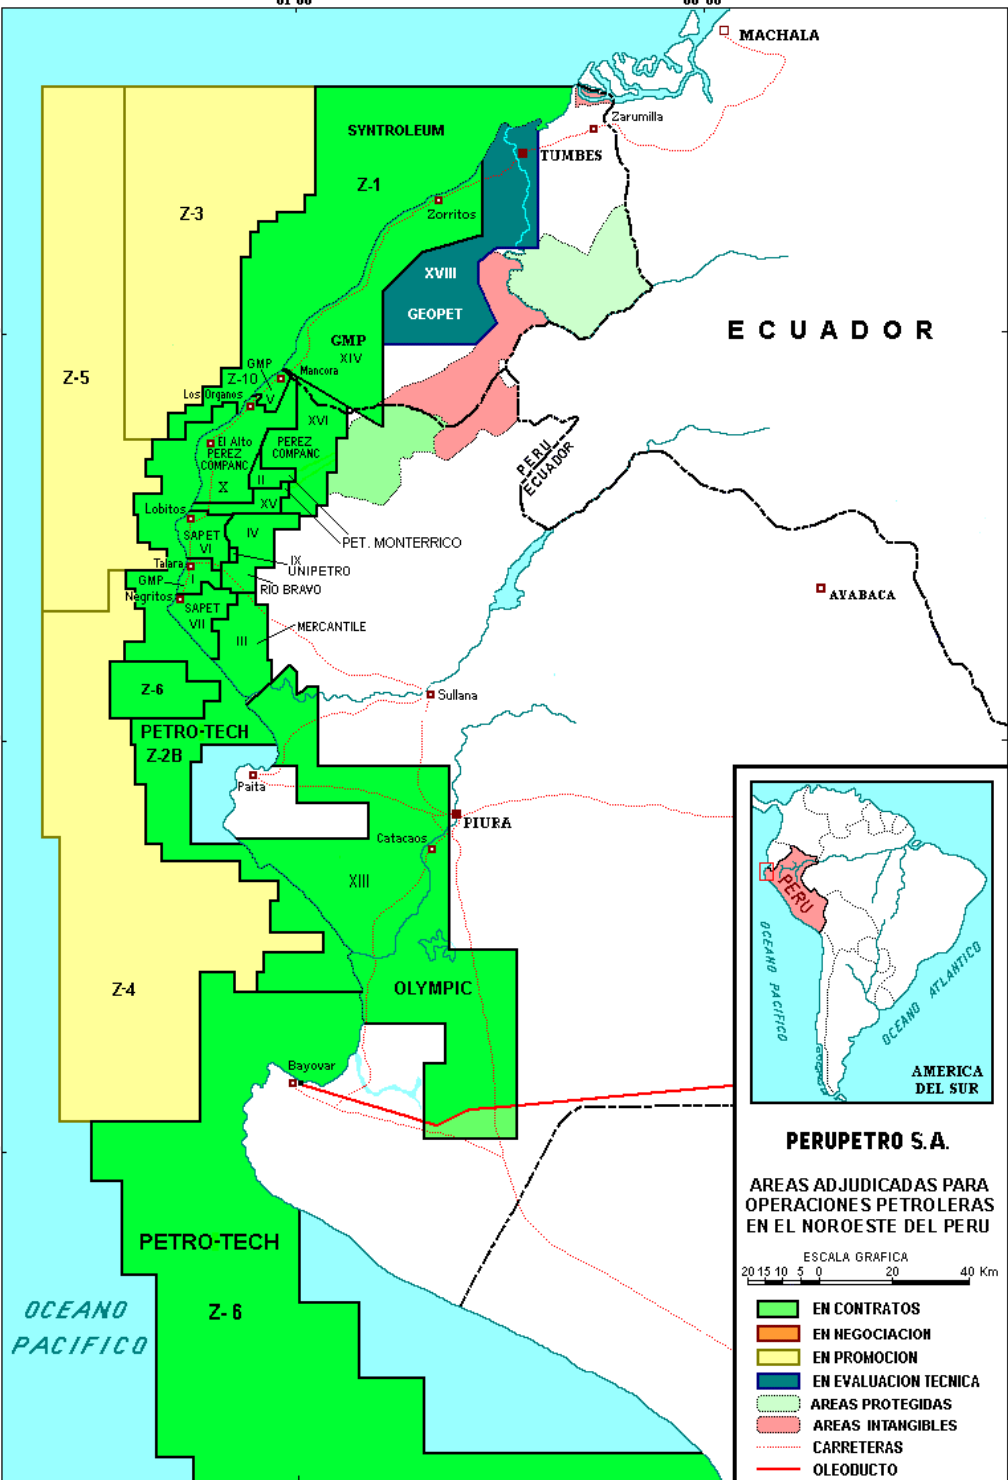 MACHALA
Zarumilla
SYNTROLEUM
TUMBES
Z-1
Z-3
Zorritos
XVIII
GEOPET
ECUADOR
GMP
XIV
GMP
Mancora
Z-10
Z-5
Los Organos
V
XVI
El Alto
PEREZ
COMPANC
PEREZ
COMPANC
PERU
ECUADOR
II
X
XV
Lobitos
SAPET
VI
IV
PET. MONTERRICO
IX
UNIPETRO
Talara
I
GMP
RIO BRAVO
AYABACA
Negritos
SAPET
VII
MERCANTILE
III
Z-6
Sullana
PETRO-TECH
Z-2B
Paita
PIURA
Catacaos
XIII
Z-4
OLYMPIC
Bayovar
PETRO-TECH
Z-6
OCEANO
PACIFICO
PERU
OCEANO PACIFICO
OCEANO ATLANTICO
AMERICA
DEL SUR
PERUPETRO S.A.
AREAS ADJUDICADAS PARA
OPERACIONES PETROLERAS
EN EL NOROESTE DEL PERU
ESCALA GRAFICA
20 15 10 5 0 20 40 Km
EN CONTRATOS
EN NEGOCIACION
EN PROMOCION
EN EVALUACION TECNICA
AREAS PROTEGIDAS
AREAS INTANGIBLES
CARRETERAS
OLEODUCTO